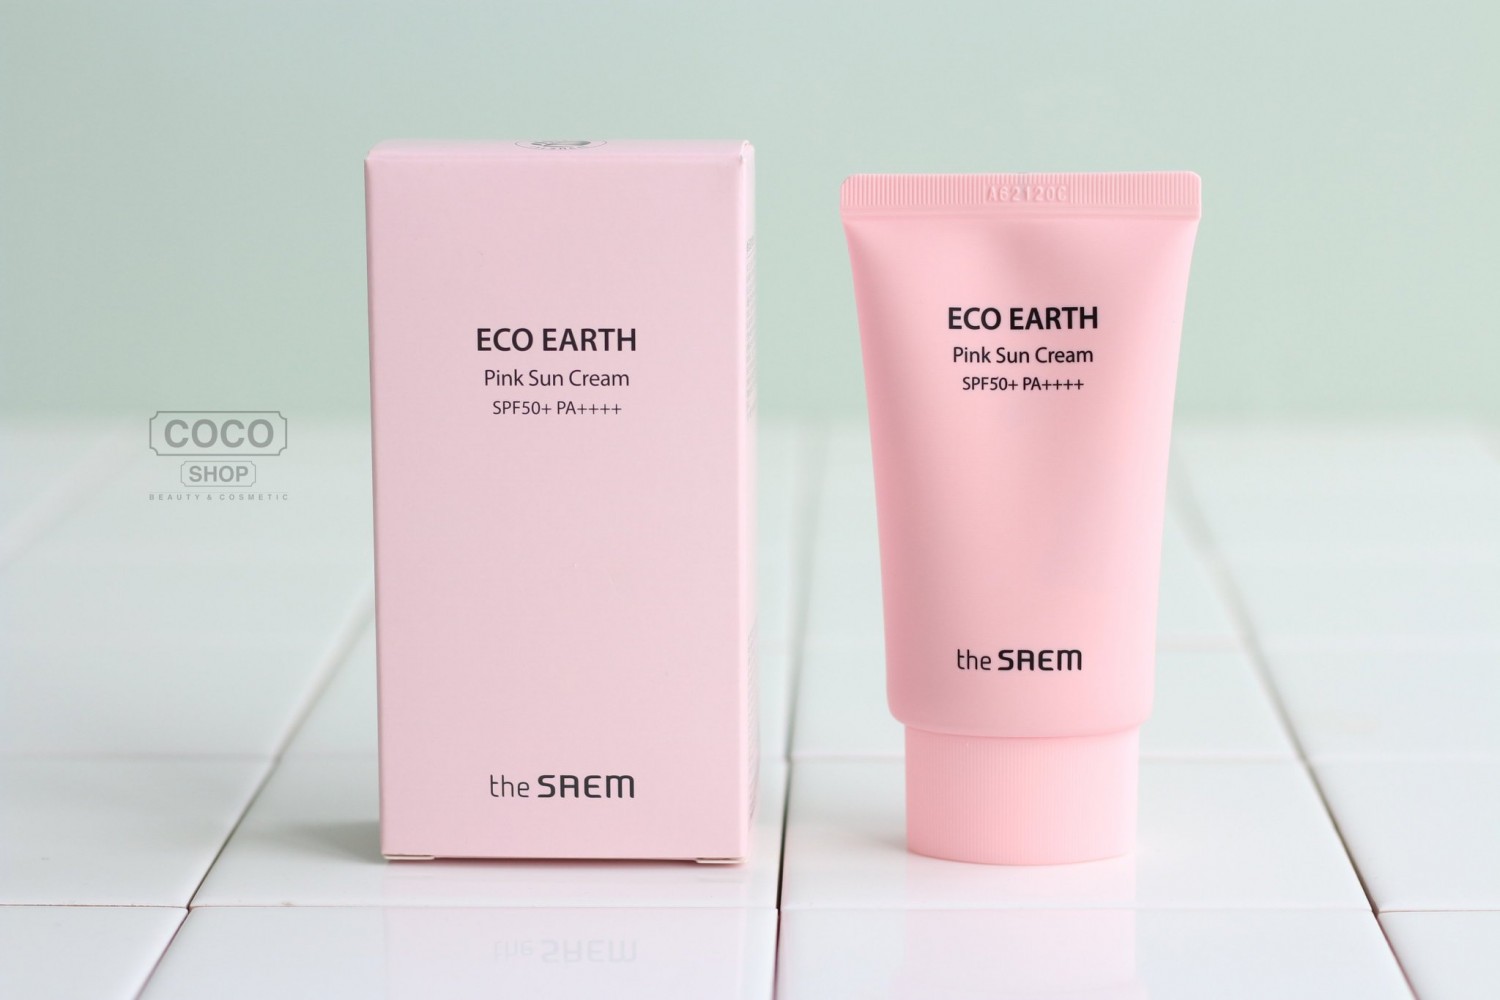 ECO EARTH
Pink Sun Cream
SPF50+ PA++++
the SAEM
A62120C
ECO EARTH
Pink Sun Cream
SPF50+ PA++++
the SAEM
COCO
SHOP
BEAUTY & COSMETIC